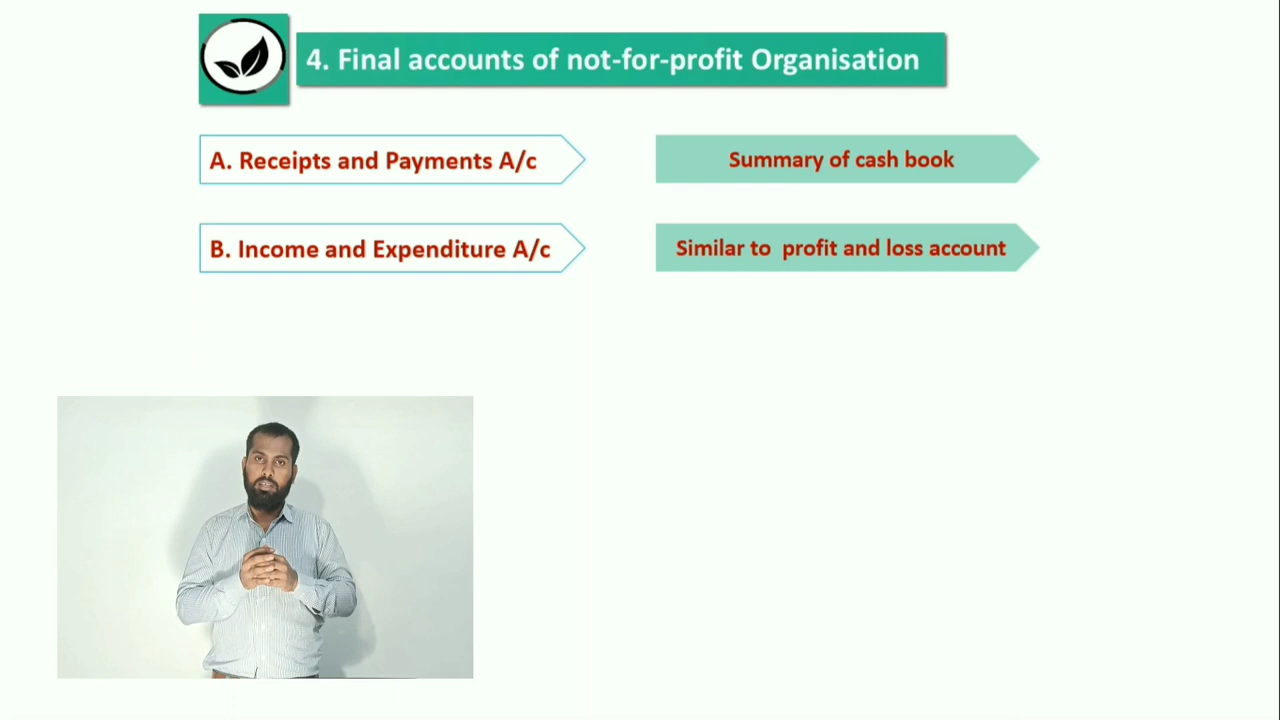 4. Final accounts of not-for-profit Organisation
A. Receipts and Payments A/c
Summary of cash book
B. Income and Expenditure A/c
Similar to profit and loss account